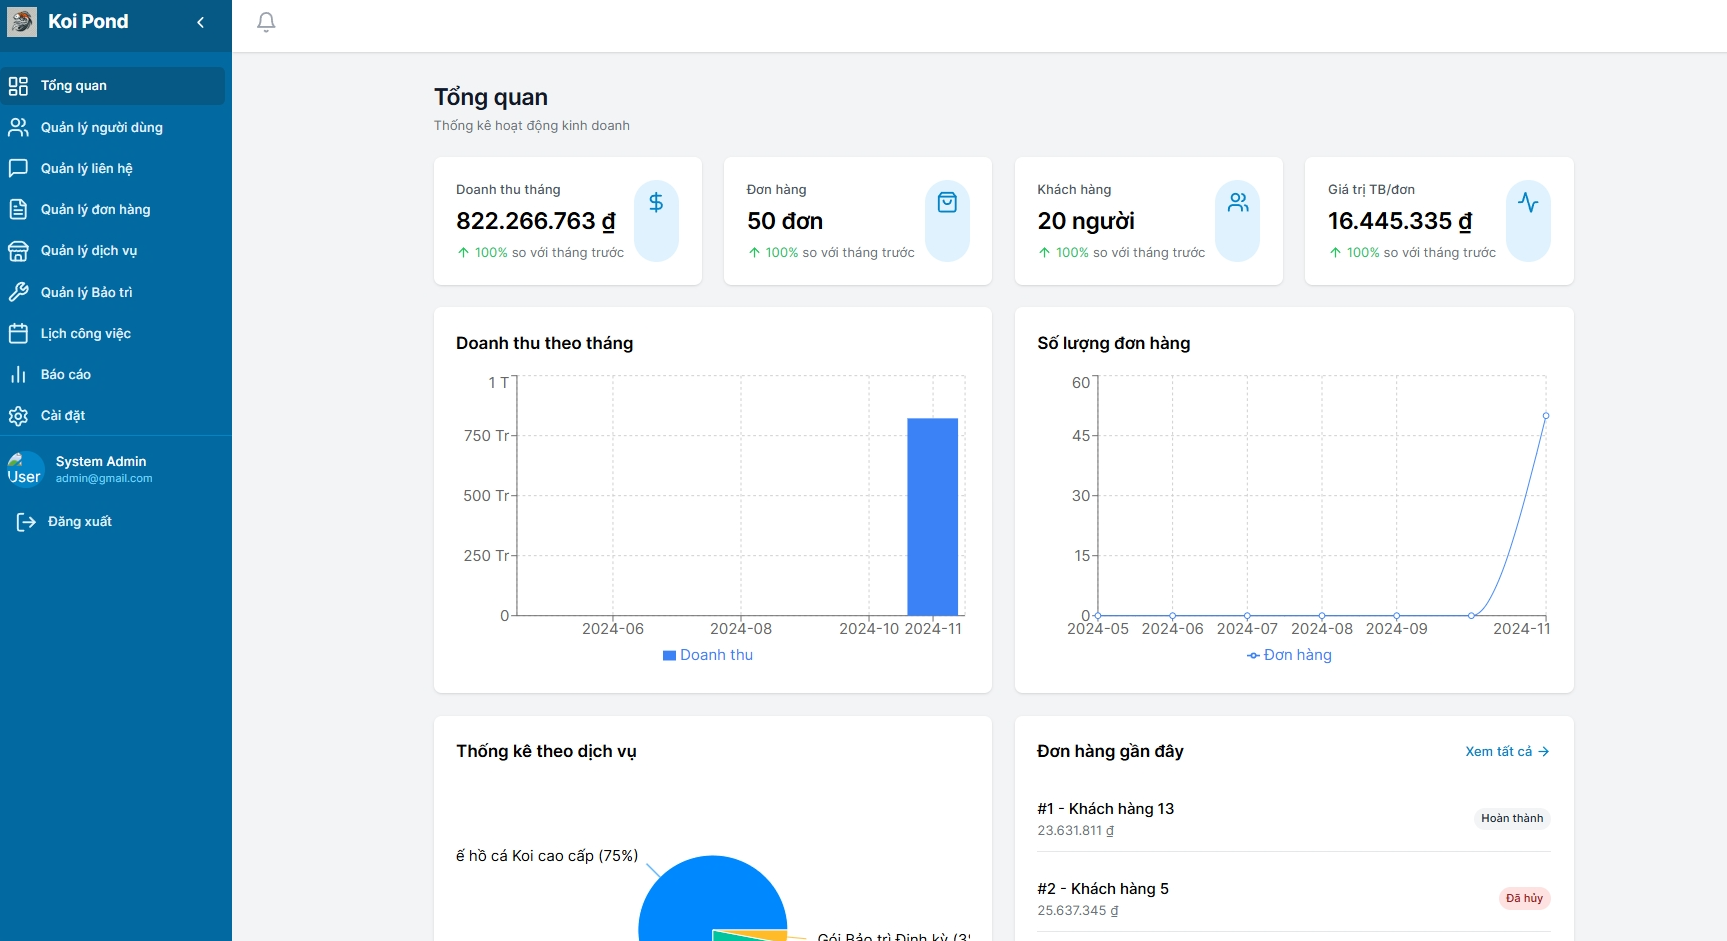 Koi Pond
Tổng quan
Quản lý người dùng
Quản lý liên hệ
Quản lý đơn hàng
Quản lý dịch vụ
Quản lý Bảo trì
Lịch công việc
Báo cáo
Cài đặt
User
System Admin
admin@gmail.com
Đăng xuất
Tổng quan
Thống kê hoạt động kinh doanh
Doanh thu tháng
822.266.763 ₫
100% so với tháng trước
Đơn hàng
50 đơn
100% so với tháng trước
Khách hàng
20 người
100% so với tháng trước
Giá trị TB/đơn
16.445.335 ₫
100% so với tháng trước
Doanh thu theo tháng
1 T
750 Tr
500 Tr
250 Tr
0
2024-06 2024-08 2024-10 2024-11
Doanh thu
Số lượng đơn hàng
60
45
30
15
0
2024-05 2024-06 2024-07 2024-08 2024-09 2024-11
Đơn hàng
Thống kê theo dịch vụ
ế hồ cá Koi cao cấp (75%)
Gói Bảo trì Định kỳ (3
Đơn hàng gần đây
Xem tất cả
#1 - Khách hàng 13
23.631.811 ₫
Hoàn thành
#2 - Khách hàng 5
25.637.345 ₫
Đã hủy